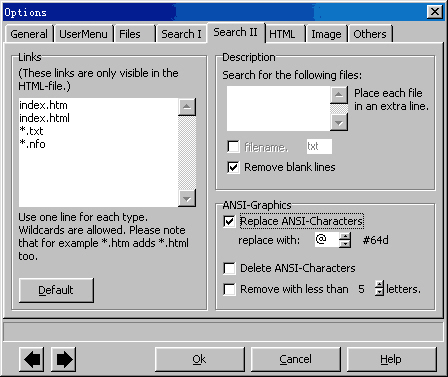 Options
General UserMenu Files Search I Search II HTML Image Others
Links
(These links are only visible in the
HTML-file.)
index.htm
index.html
*.txt
*.nfo
Use one line for each type.
Wildcards are allowed. Please note
that for example *.htm adds *.html
too.
Default
Description
Search for the following files:
Place each file
in an extra line.
filename. txt
Remove blank lines
ANSI-Graphics
Replace ANSI-Characters
replace with: @ #64d
Delete ANSI-Characters
Remove with less than 5 letters.
Ok Cancel Help